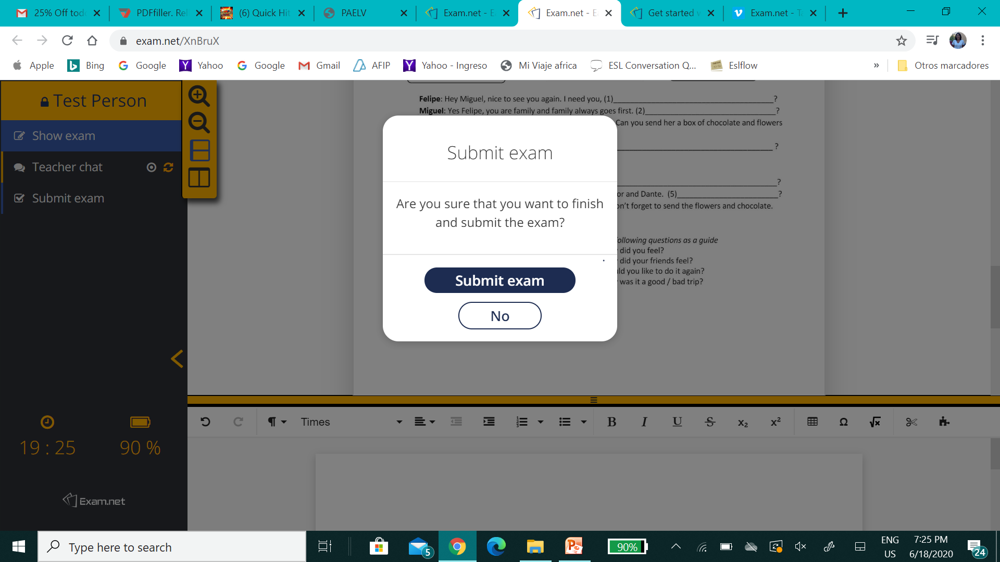 25% Off tod
PDFfiller. Rel
(6) Quick Hit
PAELV
Exam.net - E
Exam.net - E
Get started w
Exam.net - T
exam.net/XnBruX
Apple
Bing
Google
Yahoo
Google
Gmail
AFIP
Yahoo - Ingreso
Mi Viaje africa
ESL Conversation Q...
Eslflow
»
Otros marcadores
Test Person
Show exam
Teacher chat
Submit exam
19 : 25
90 %
Exam.net
Felipe: Hey Miguel, nice to see you again. I need you, (1)____?
Miguel: Yes Felipe, you are family and family always goes first. (2)____?
Can you send her a box of chocolate and flowers
____?
____?
or and Dante. (5)____?
on't forget to send the flowers and chocolate.
ollowing questions as a guide
did you feel?
did your friends feel?
ld you like to do it again?
was it a good / bad trip?
Submit exam
Are you sure that you want to finish
and submit the exam?
Submit exam
No
Times
B I U S x₂ x² Ω √x
Type here to search
5
90%
ENG
US
7:25 PM
6/18/2020
24